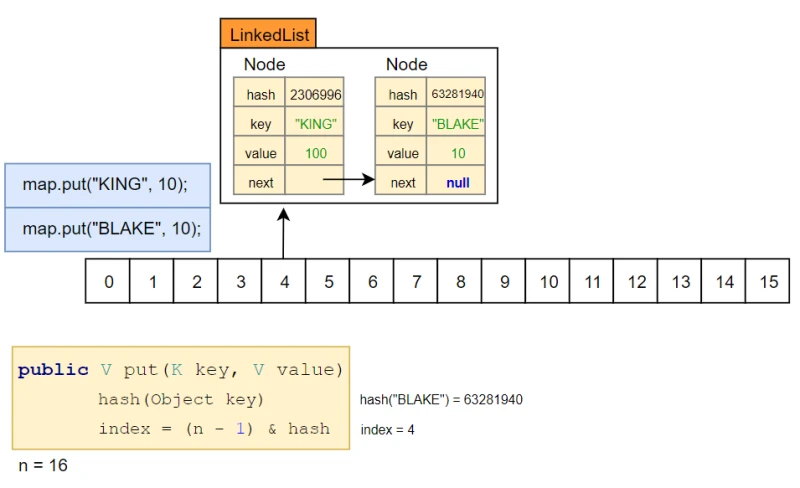 LinkedList
Node Node
hash 2306996 hash 63281940
key "KING" key "BLAKE"
value 100 value 10
next next null
map.put("KING", 10);
map.put("BLAKE", 10);
0 1 2 3 4 5 6 7 8 9 10 11 12 13 14 15
public V put(K key, V value)
hash(Object key) hash("BLAKE") = 63281940
index = (n - 1) & hash index = 4
n = 16